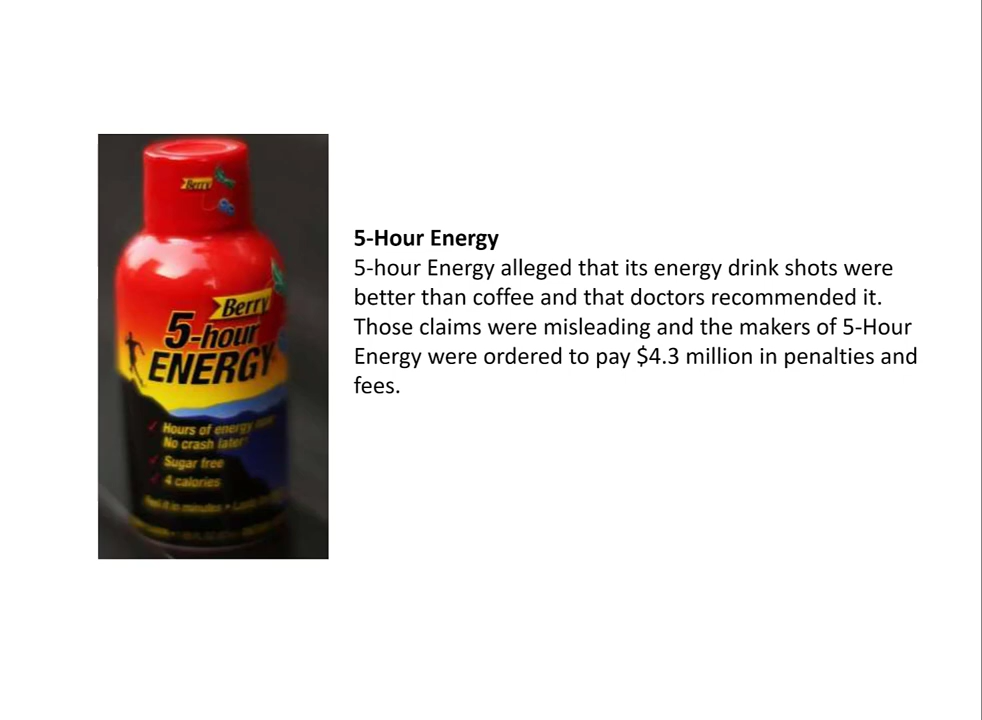 Berry
Berry
5-hour
ENERGY
Hours of energy now
No crash later
Sugar free
4 calories
5-Hour Energy
5-hour Energy alleged that its energy drink shots were
better than coffee and that doctors recommended it.
Those claims were misleading and the makers of 5-Hour
Energy were ordered to pay $4.3 million in penalties and
fees.